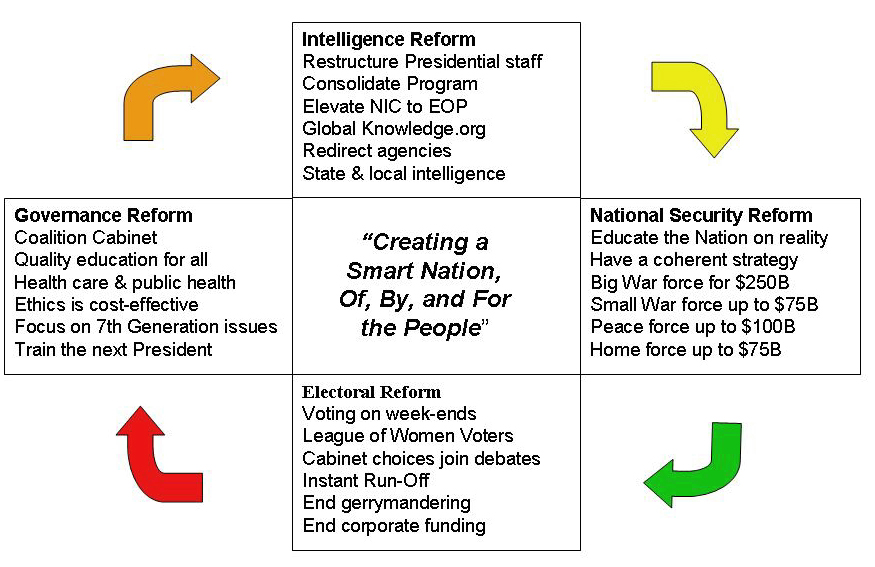 Intelligence Reform
Restructure Presidential staff
Consolidate Program
Elevate NIC to EOP
Global Knowledge.org
Redirect agencies
State & local intelligence
Governance Reform
Coalition Cabinet
Quality education for all
Health care & public health
Ethics is cost-effective
Focus on 7th Generation issues
Train the next President
“Creating a
Smart Nation,
Of, By, and For
the People”
National Security Reform
Educate the Nation on reality
Have a coherent strategy
Big War force for $250B
Small War force up to $75B
Peace force up to $100B
Home force up to $75B
Electoral Reform
Voting on week-ends
League of Women Voters
Cabinet choices join debates
Instant Run-Off
End gerrymandering
End corporate funding